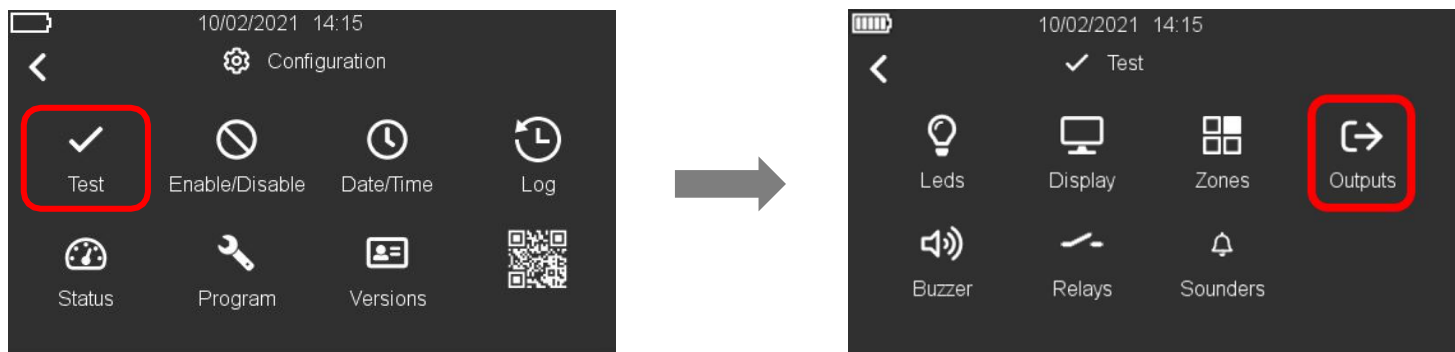 10/02/2021 14:15
Configuration
Test Enable/Disable Date/Time Log
Status Program Versions
10/02/2021 14:15
Test
Leds Display Zones Outputs
Buzzer Relays Sounders